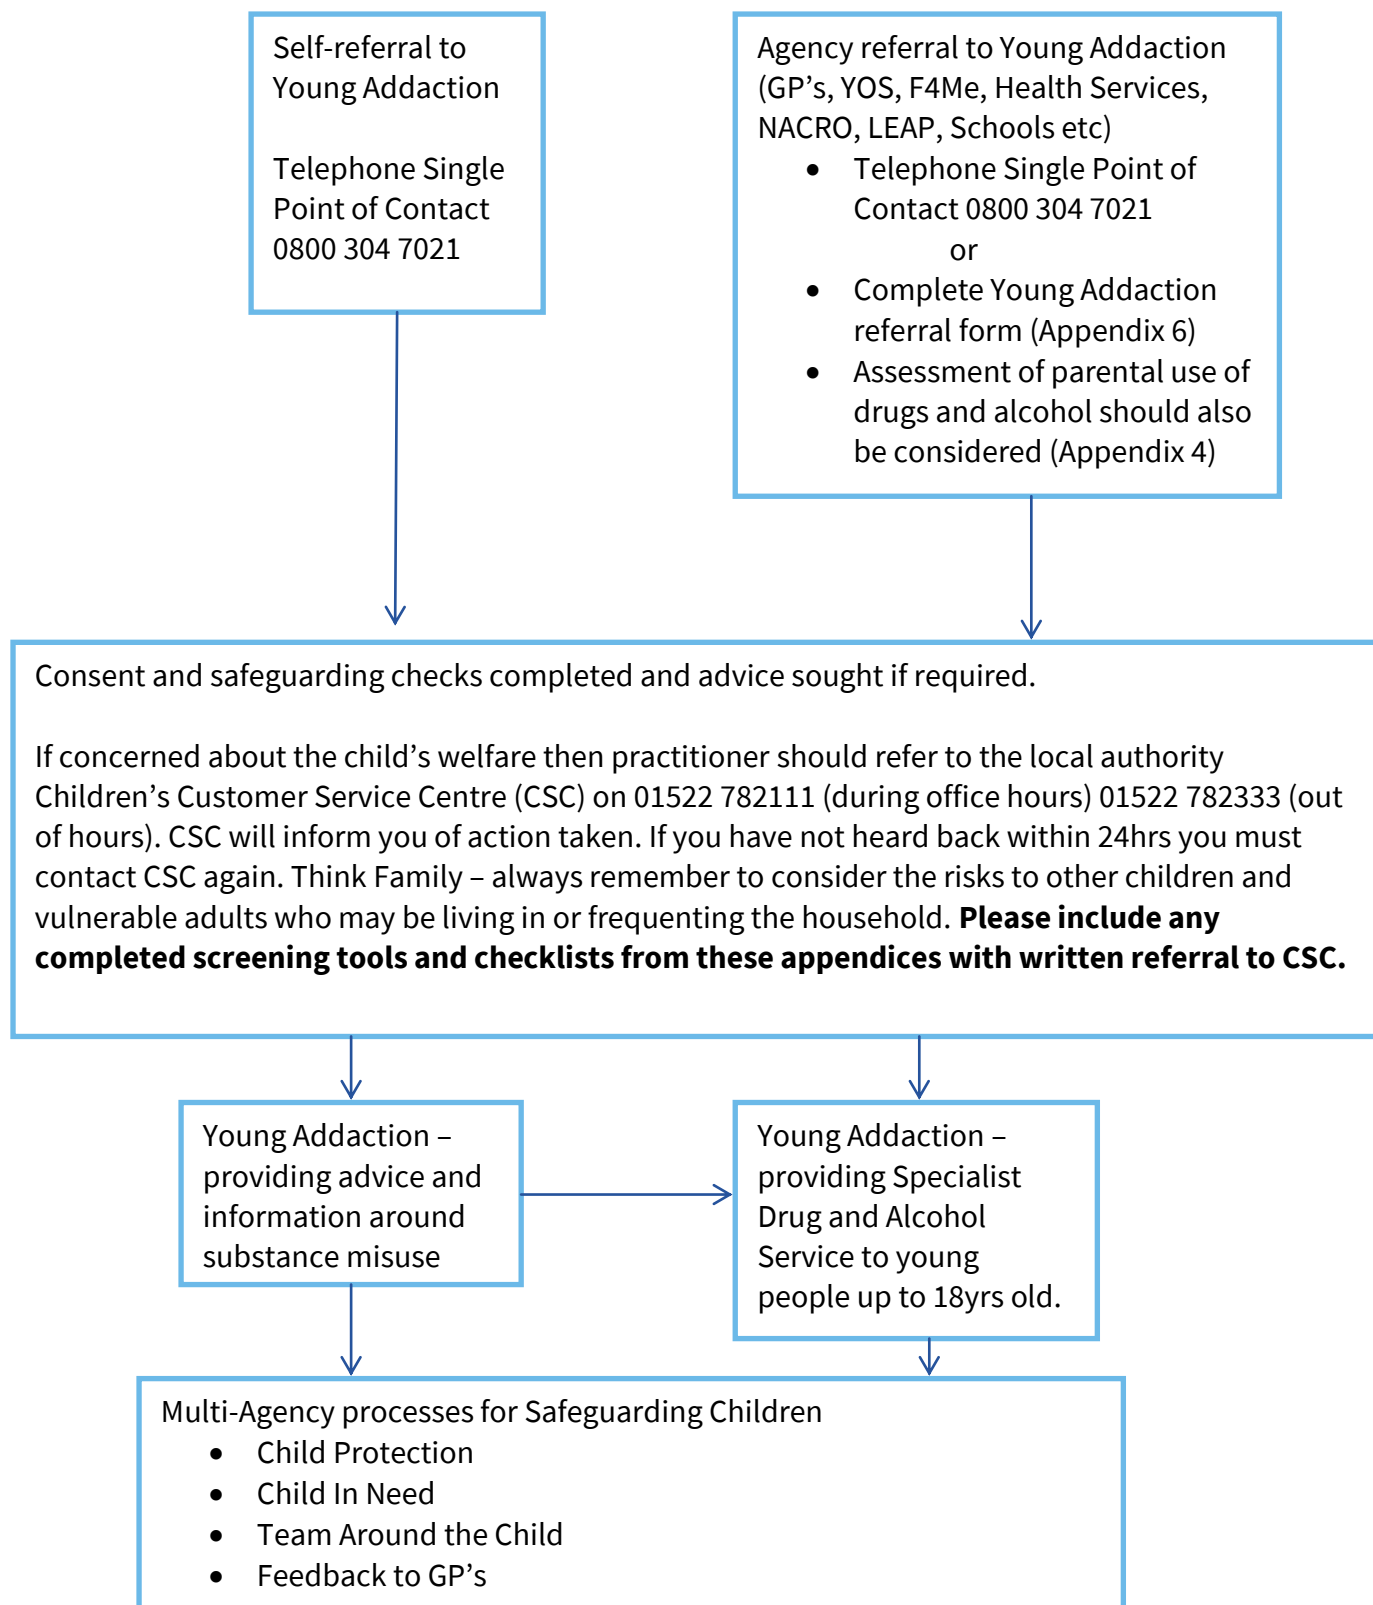 Self-referral to
Young Addaction
Telephone Single
Point of Contact
0800 304 7021
Agency referral to Young Addaction
(GP’s, YOS, F4Me, Health Services,
NACRO, LEAP, Schools etc)
• Telephone Single Point of
Contact 0800 304 7021
or
• Complete Young Addaction
referral form (Appendix 6)
• Assessment of parental use of
drugs and alcohol should also
be considered (Appendix 4)
Consent and safeguarding checks completed and advice sought if required.
If concerned about the child’s welfare then practitioner should refer to the local authority
Children’s Customer Service Centre (CSC) on 01522 782111 (during office hours) 01522 782333 (out
of hours). CSC will inform you of action taken. If you have not heard back within 24hrs you must
contact CSC again. Think Family – always remember to consider the risks to other children and
vulnerable adults who may be living in or frequenting the household. Please include any
completed screening tools and checklists from these appendices with written referral to CSC.
Young Addaction –
providing advice and
information around
substance misuse
Young Addaction –
providing Specialist
Drug and Alcohol
Service to young
people up to 18yrs old.
Multi-Agency processes for Safeguarding Children
• Child Protection
• Child In Need
• Team Around the Child
• Feedback to GP’s